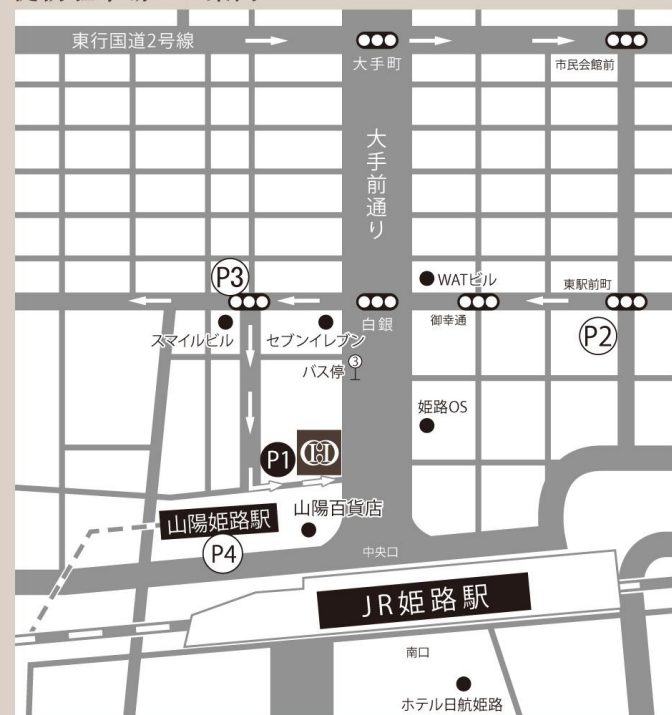 東行国道2号線
大手町
市民会館前
大手前通り
P3
WATビル
東駅前町
スマイルビル
セブンイレブン
白銀
御幸通
P2
バス停
3
姫路OS
P1
山陽姫路駅
山陽百貨店
P4
中央口
JR姫路駅
南口
ホテル日航姫路